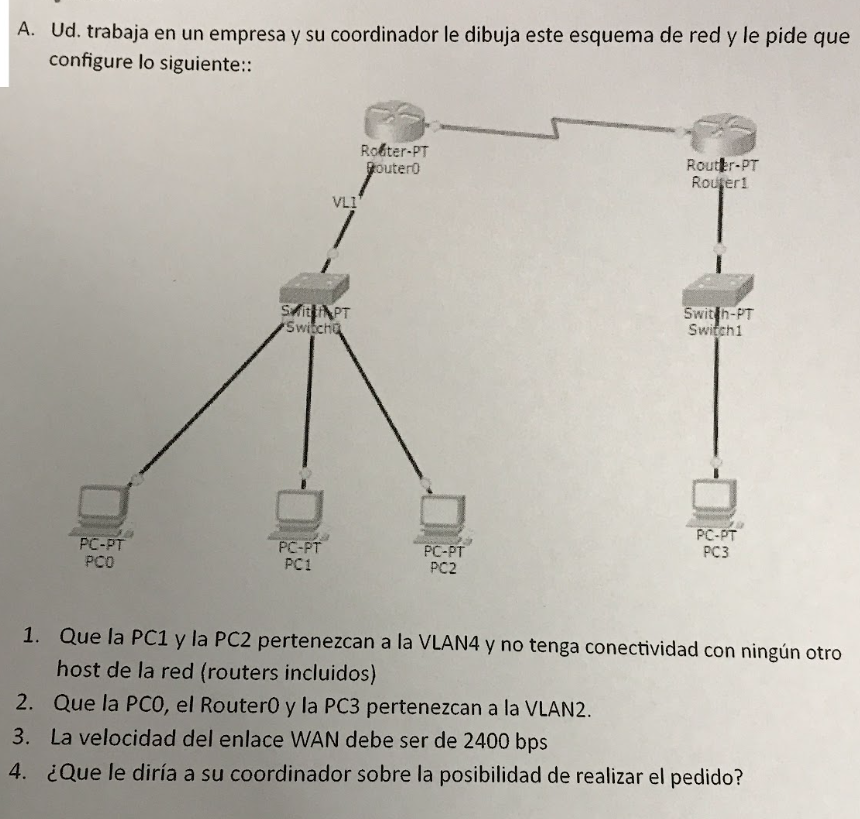 A. Ud. trabaja en un empresa y su coordinador le dibuja este esquema de red y le pide que
configure lo siguiente::
Router-PT
Router0
Router-PT
Router1
VL1
Switch-PT
Switch0
Switch-PT
Switch1
PC-PT
PC0
PC-PT
PC1
PC-PT
PC2
PC-PT
PC3
1. Que la PC1 y la PC2 pertenezcan a la VLAN4 y no tenga conectividad con ningún otro
host de la red (routers incluidos)
2. Que la PC0, el Router0 y la PC3 pertenezcan a la VLAN2.
3. La velocidad del enlace WAN debe ser de 2400 bps
4. ¿Que le diría a su coordinador sobre la posibilidad de realizar el pedido?